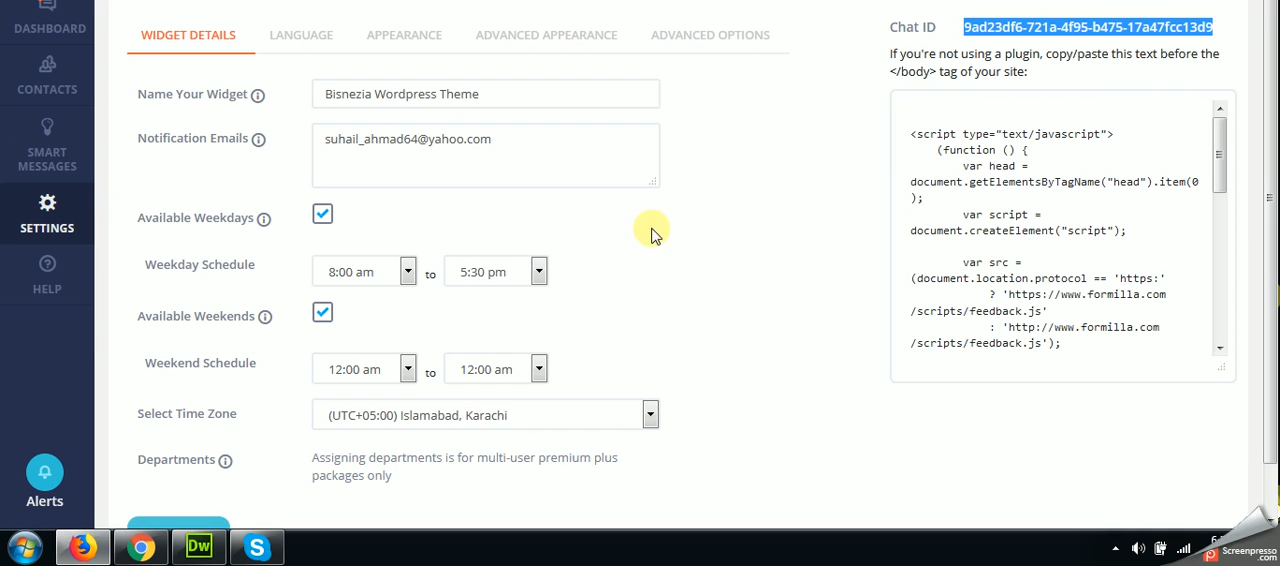 DASHBOARD
CONTACTS
SMART
MESSAGES
SETTINGS
HELP
Alerts
WIDGET DETAILS
LANGUAGE
APPEARANCE
ADVANCED APPEARANCE
ADVANCED OPTIONS
Name Your Widget
Bisnezia Wordpress Theme
Notification Emails
suhail_ahmad64@yahoo.com
Available Weekdays
Weekday Schedule
8:00 am
to
5:30 pm
Available Weekends
Weekend Schedule
12:00 am
to
12:00 am
Select Time Zone
(UTC+05:00) Islamabad, Karachi
Departments
Assigning departments is for multi-user premium plus
packages only
Chat ID
9ad23df6-721a-4f95-b475-17a47fcc13d9
If you're not using a plugin, copy/paste this text before the
</body> tag of your site:
<script type="text/javascript">
(function () {
var head =
document.getElementsByTagName("head").item(0
);
var script =
document.createElement("script");
var src =
(document.location.protocol == 'https:'
? 'https://www.formilla.com
/scripts/feedback.js'
: 'http://www.formilla.com
/scripts/feedback.js');
Dw
S
Screenpresso
.com